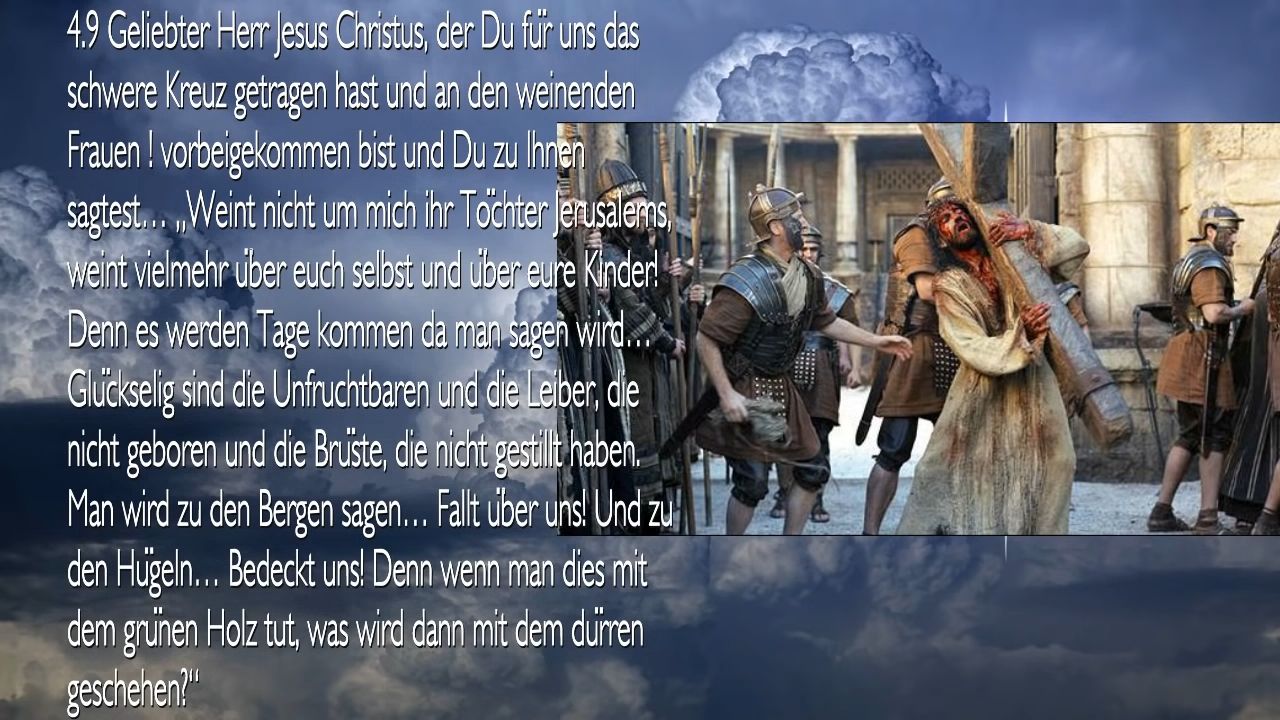 4.9 Geliebter Herr Jesus Christus, der Du für uns das
schwere Kreuz getragen hast und an den weinenden
Frauen ! vorbeigekommen bist und Du zu Ihnen
sagtest… „Weint nicht um mich ihr Töchter Jerusalems,
weint vielmehr über euch selbst und über eure Kinder!
Denn es werden Tage kommen da man sagen wird…
Glückselig sind die Unfruchtbaren und die Leiber, die
nicht geboren und die Brüste, die nicht gestillt haben.
Man wird zu den Bergen sagen… Fallt über uns! Und zu
den Hügeln… Bedeckt uns! Denn wenn man dies mit
dem grünen Holz tut, was wird dann mit dem dürren
geschehen?“